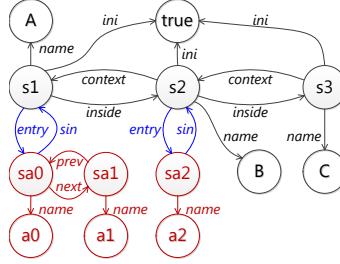 A
true
ini
ini
ini
name
s1
context
s2
context
s3
inside
inside
entry
sin
entry
sin
name
name
sa0
prev
next
sa1
sa2
B
C
name
name
name
a0
a1
a2